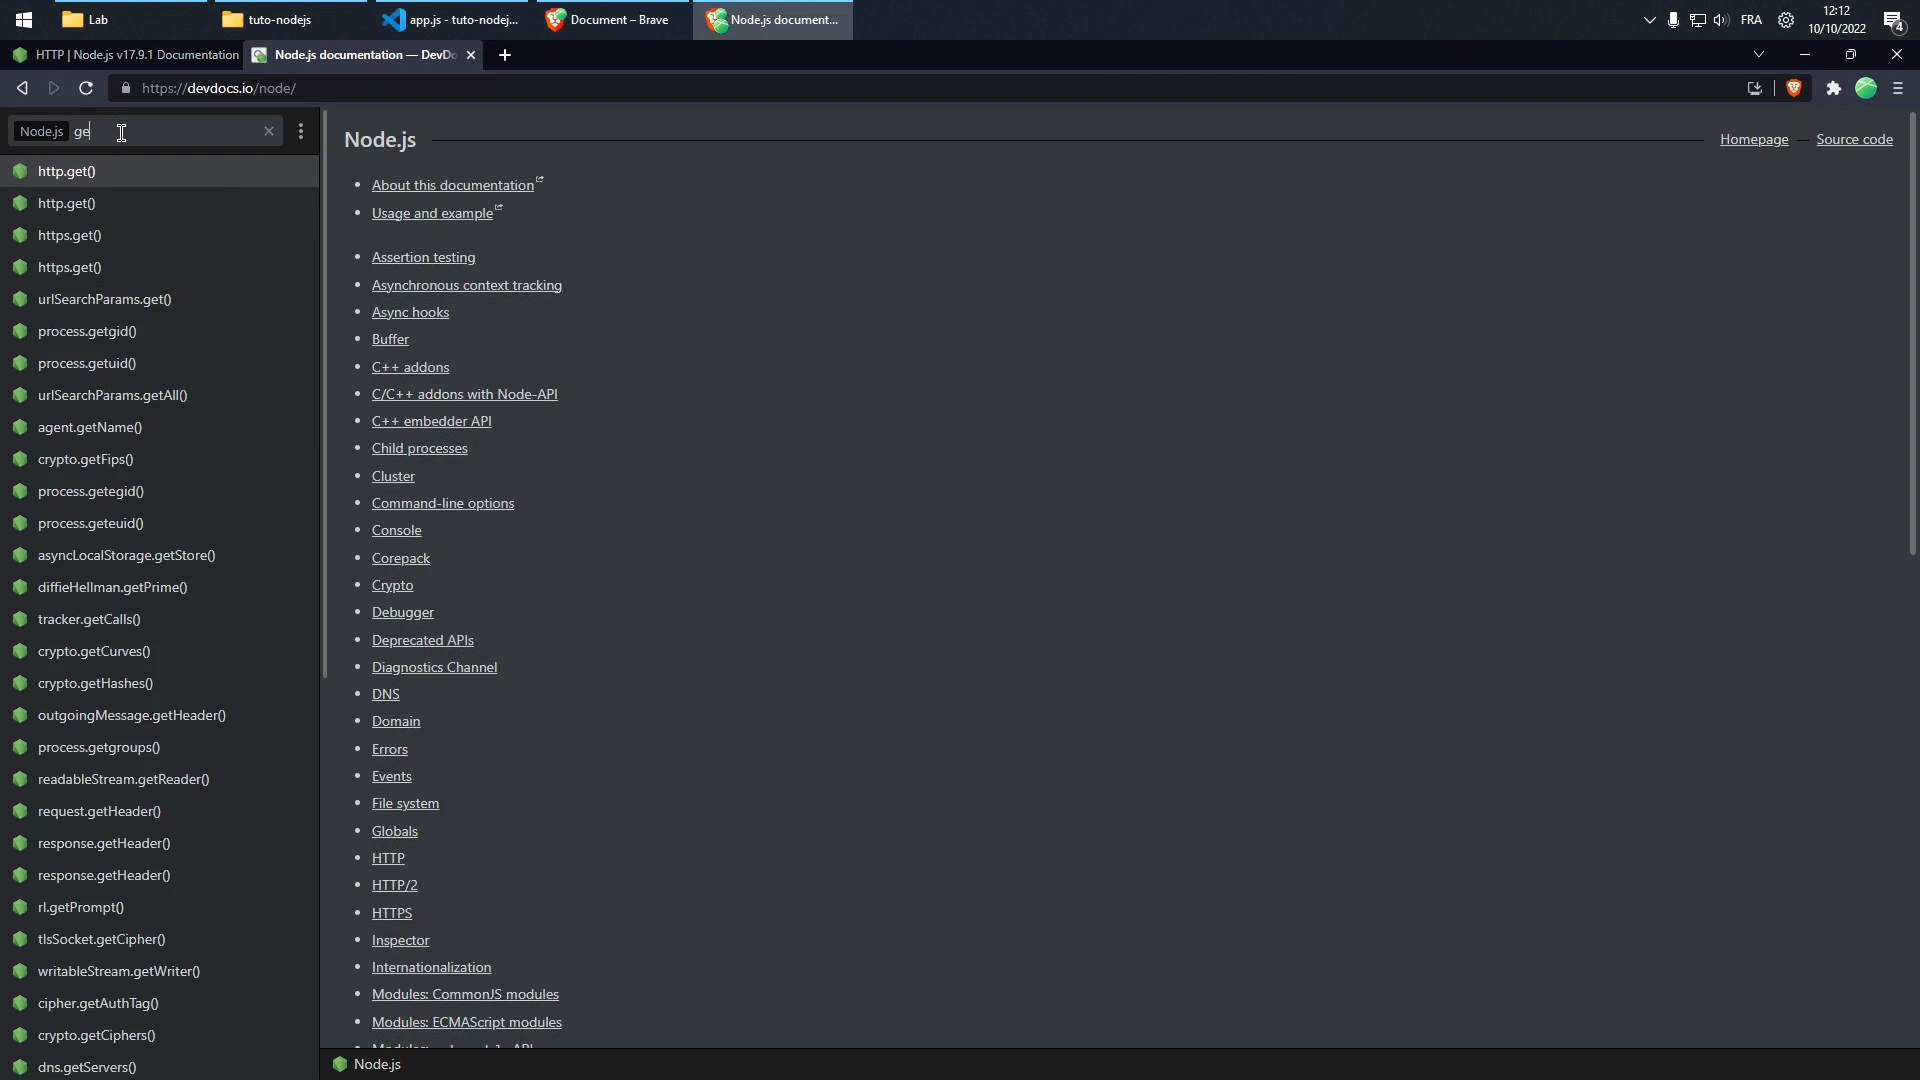 Lab
tuto-nodejs
app.js - tuto-nodej...
Document – Brave
Node.js document...
FRA
12:12
10/10/2022
4
HTTP | Node.js v17.9.1 Documentation
Node.js documentation — DevDo
https://devdocs.io/node/
Node.js ge
http.get()
http.get()
https.get()
https.get()
urlSearchParams.get()
process.getgid()
process.getuid()
urlSearchParams.getAll()
agent.getName()
crypto.getFips()
process.getegid()
process.geteuid()
asyncLocalStorage.getStore()
diffieHellman.getPrime()
tracker.getCalls()
crypto.getCurves()
crypto.getHashes()
outgoingMessage.getHeader()
process.getgroups()
readableStream.getReader()
request.getHeader()
response.getHeader()
response.getHeader()
rl.getPrompt()
tlsSocket.getCipher()
writableStream.getWriter()
cipher.getAuthTag()
crypto.getCiphers()
dns.getServers()
Node.js
Homepage — Source code
About this documentation
Usage and example
Assertion testing
Asynchronous context tracking
Async hooks
Buffer
C++ addons
C/C++ addons with Node-API
C++ embedder API
Child processes
Cluster
Command-line options
Console
Corepack
Crypto
Debugger
Deprecated APIs
Diagnostics Channel
DNS
Domain
Errors
Events
File system
Globals
HTTP
HTTP/2
HTTPS
Inspector
Internationalization
Modules: CommonJS modules
Modules: ECMAScript modules
Node.js